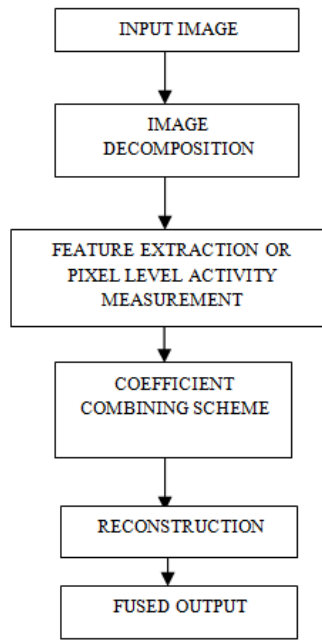 INPUT IMAGE
IMAGE
DECOMPOSITION
FEATURE EXTRACTION OR
PIXEL LEVEL ACTIVITY
MEASUREMENT
COEFFICIENT
COMBINING SCHEME
RECONSTRUCTION
FUSED OUTPUT